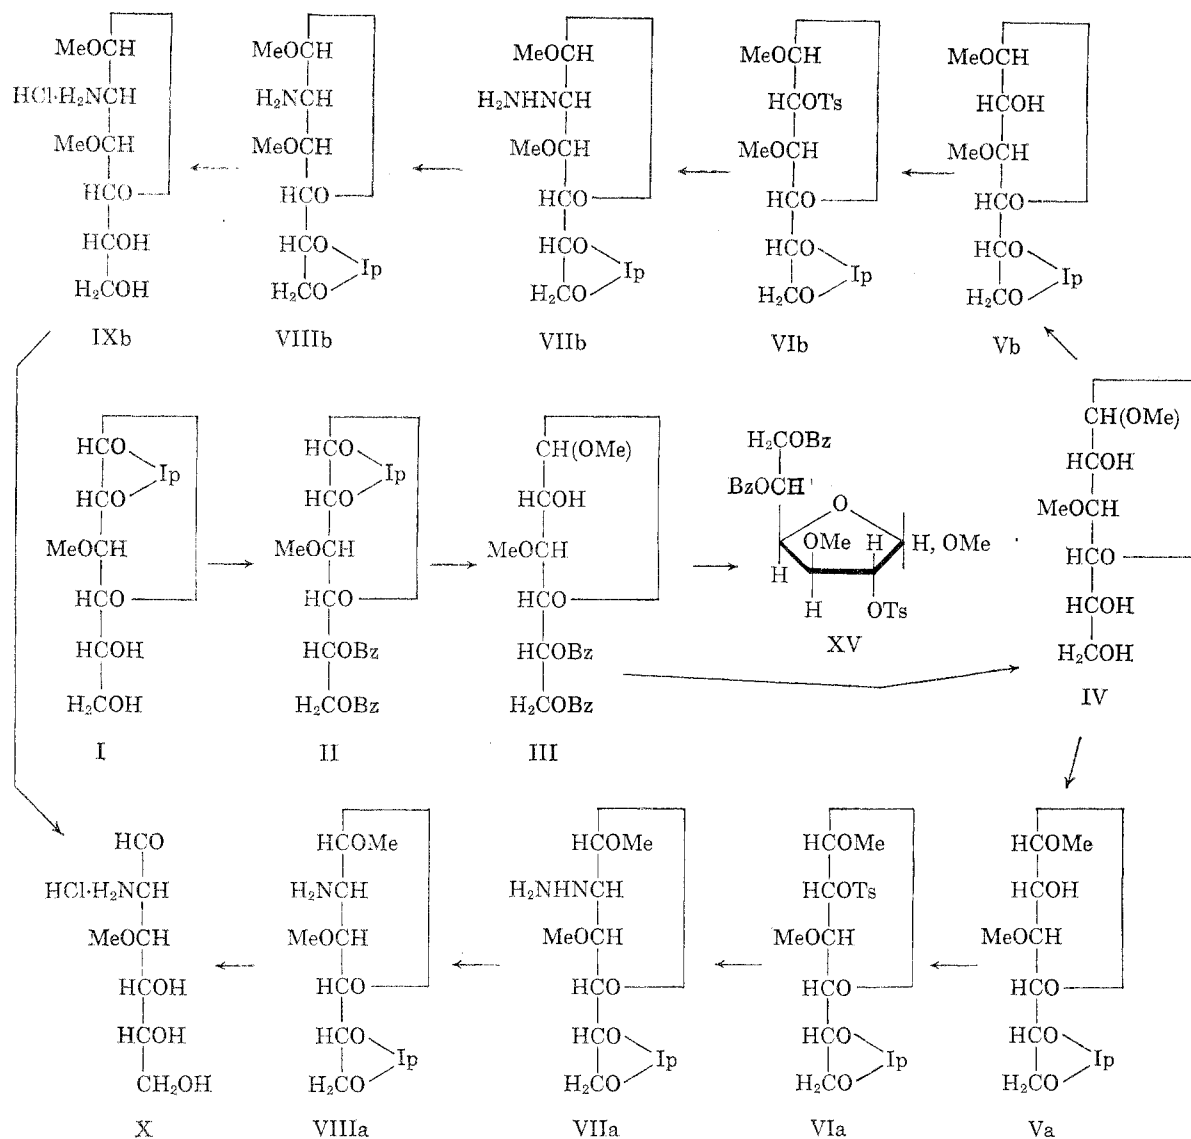 MeOCH
HCl·H₂NCH
MeOCH
HCO
HCOH
H₂COH
IXb
MeOCH
H₂NCH
MeOCH
HCO
HCO
Ip
H₂CO
VIIIb
MeOCH
H₂NHNCH
MeOCH
HCO
HCO
Ip
H₂CO
VIIb
MeOCH
HCOTs
MeOCH
HCO
HCO
Ip
H₂CO
VIb
MeOCH
HCOH
MeOCH
HCO
HCO
Ip
H₂CO
Vb
HCO
Ip
HCO
MeOCH
HCO
HCOH
H₂COH
I
HCO
Ip
HCO
MeOCH
HCO
HCOBz
H₂COBz
II
CH(OMe)
HCOH
MeOCH
HCO
HCOBz
H₂COBz
III
H₂COBz
BzOCH
O
OMe H
H, OMe
H
H
OTs
XV
CH(OMe)
HCOH
MeOCH
HCO
HCOH
H₂COH
IV
HCO
HCl·H₂NCH
MeOCH
HCOH
HCOH
CH₂OH
X
HCOMe
H₂NCH
MeOCH
HCO
HCO
Ip
H₂CO
VIIIa
HCOMe
H₂NHNCH
MeOCH
HCO
HCO
Ip
H₂CO
VIIa
HCOMe
HCOTs
MeOCH
HCO
HCO
Ip
H₂CO
VIa
HCOMe
HCOH
MeOCH
HCO
HCO
Ip
H₂CO
Va